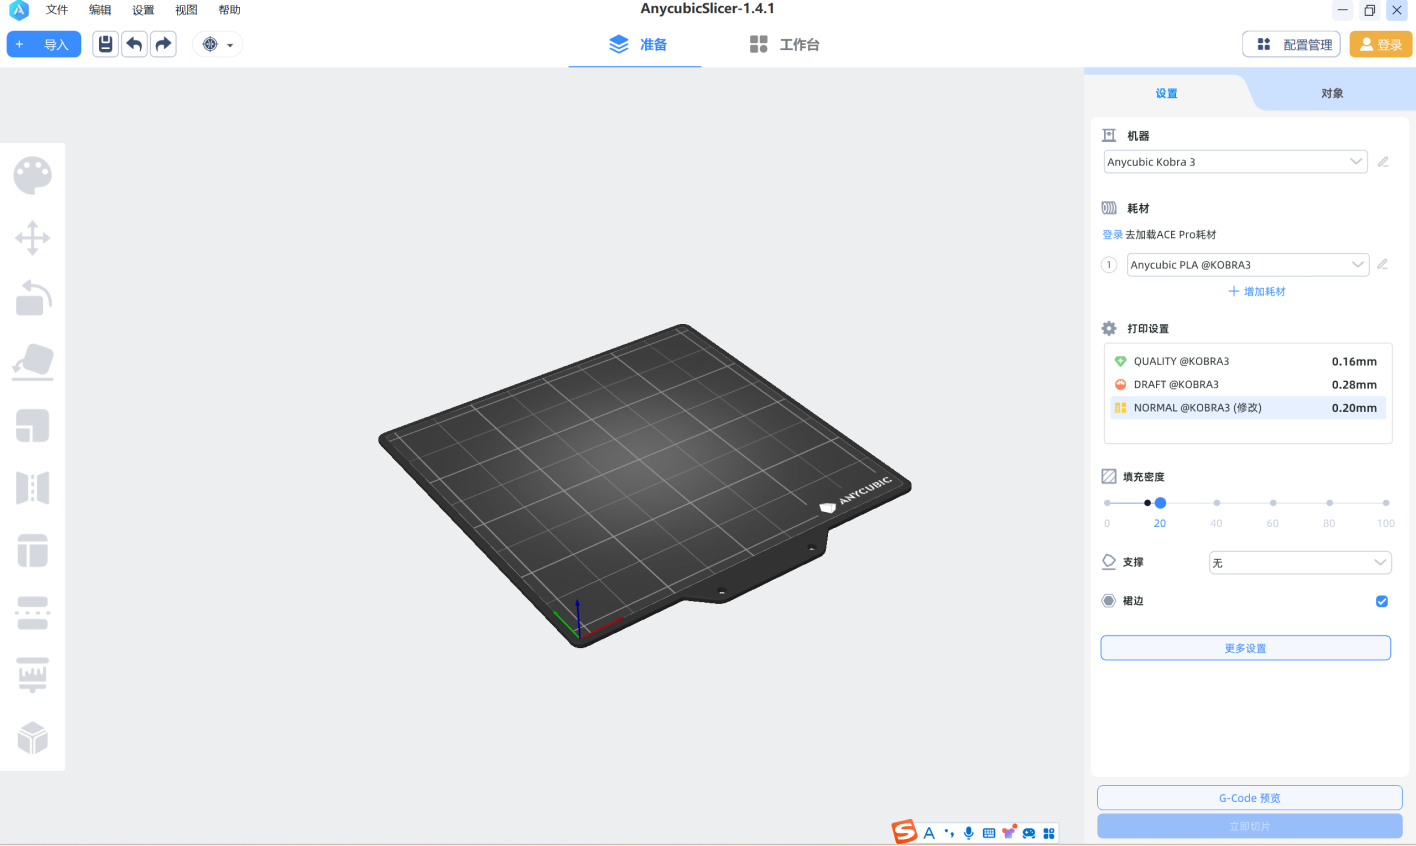 文件 编辑 设置 视图 帮助
AnycubicSlicer-1.4.1
+ 导入
准备
工作台
配置管理
登录
设置
对象
机器
Anycubic Kobra 3
耗材
登录 去加载ACE Pro耗材
1 Anycubic PLA @KOBRA3
+ 增加耗材
打印设置
QUALITY @KOBRA3 0.16mm
DRAFT @KOBRA3 0.28mm
NORMAL @KOBRA3 (修改) 0.20mm
填充密度
0 20 40 60 80 100
支撑 无
裙边
更多设置
ANYCUBIC
G-Code 预览
立即切片
S A